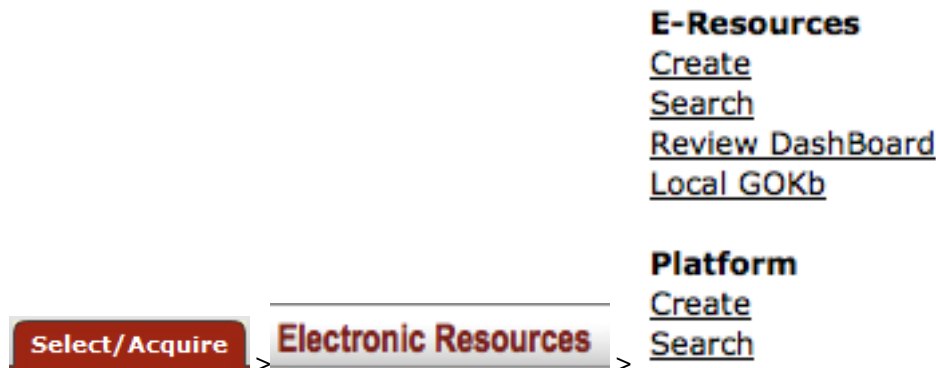 E-Resources
Create
Search
Review DashBoard
Local GOKb
Platform
Create
Select/Acquire > Electronic Resources > Search